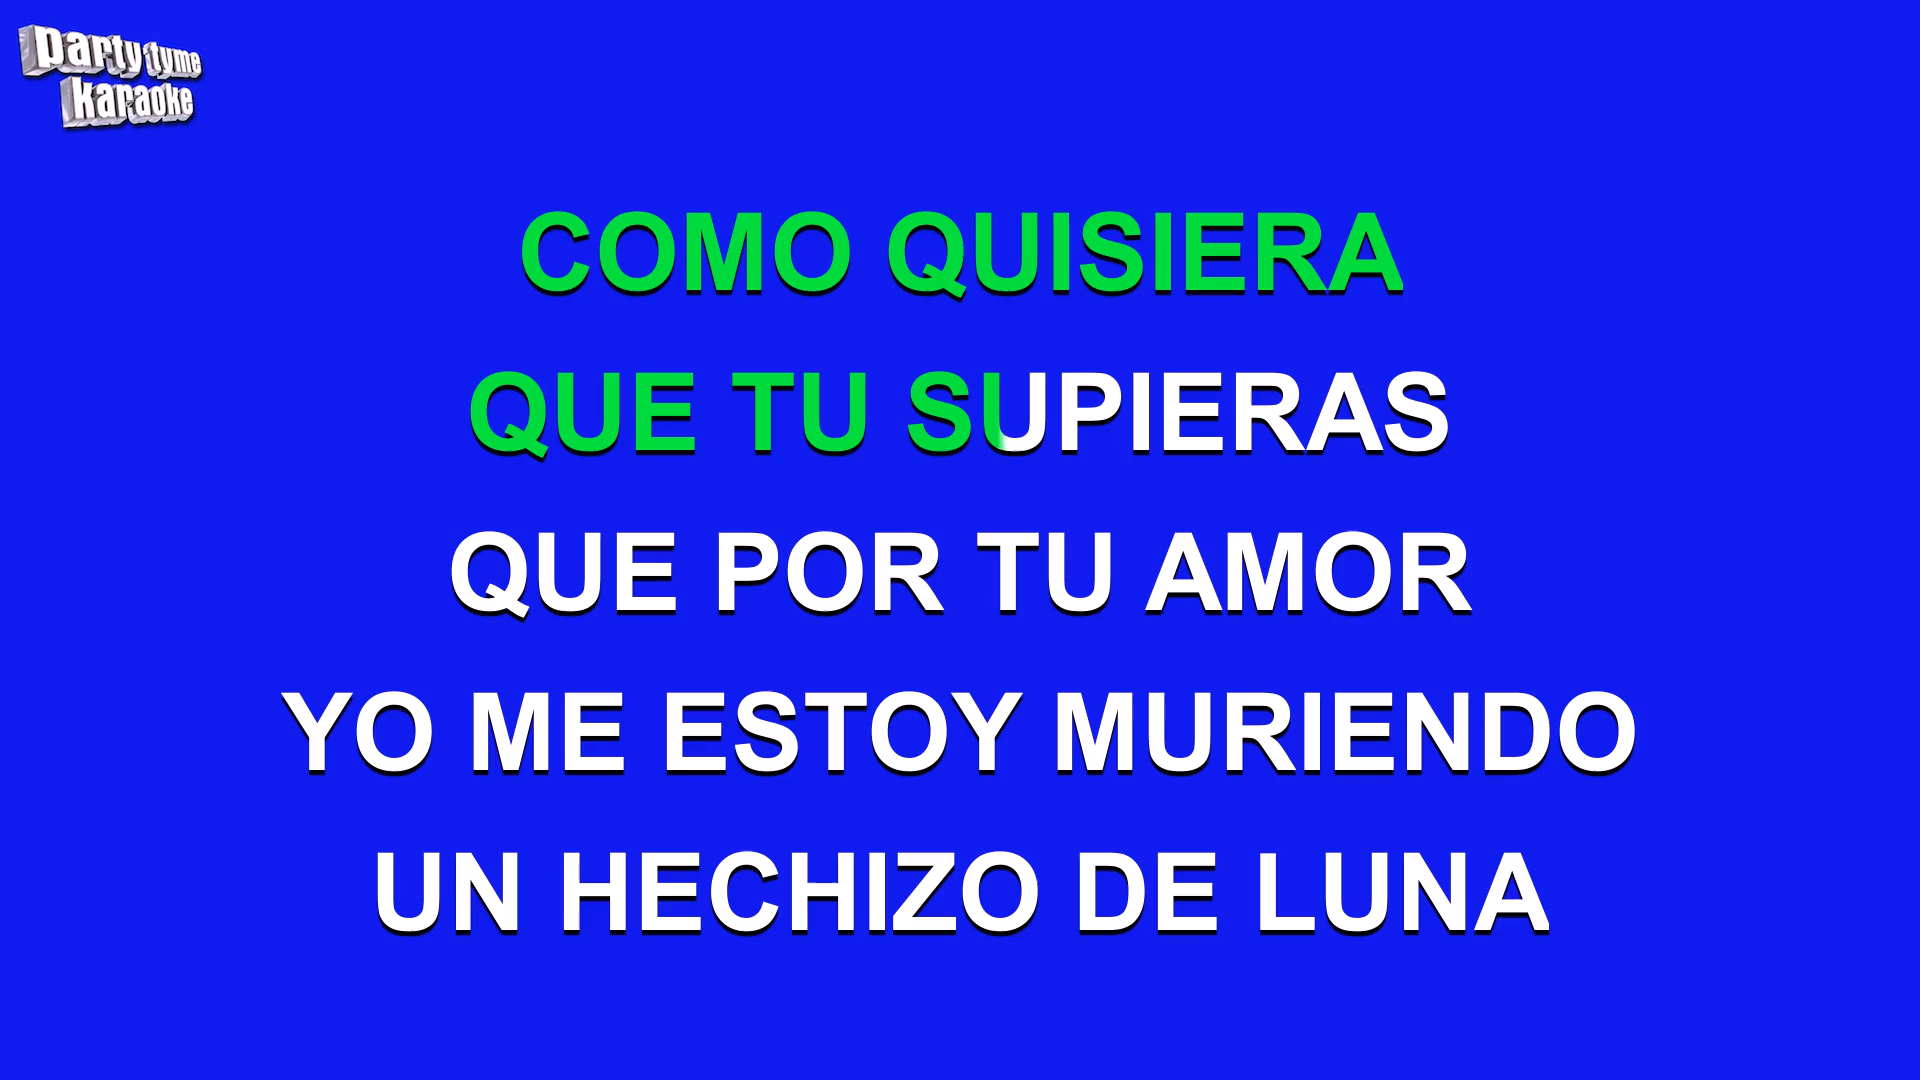 party tyme
karaoke
COMO QUISIERA
QUE TU SUPIERAS
QUE POR TU AMOR
YO ME ESTOY MURIENDO
UN HECHIZO DE LUNA